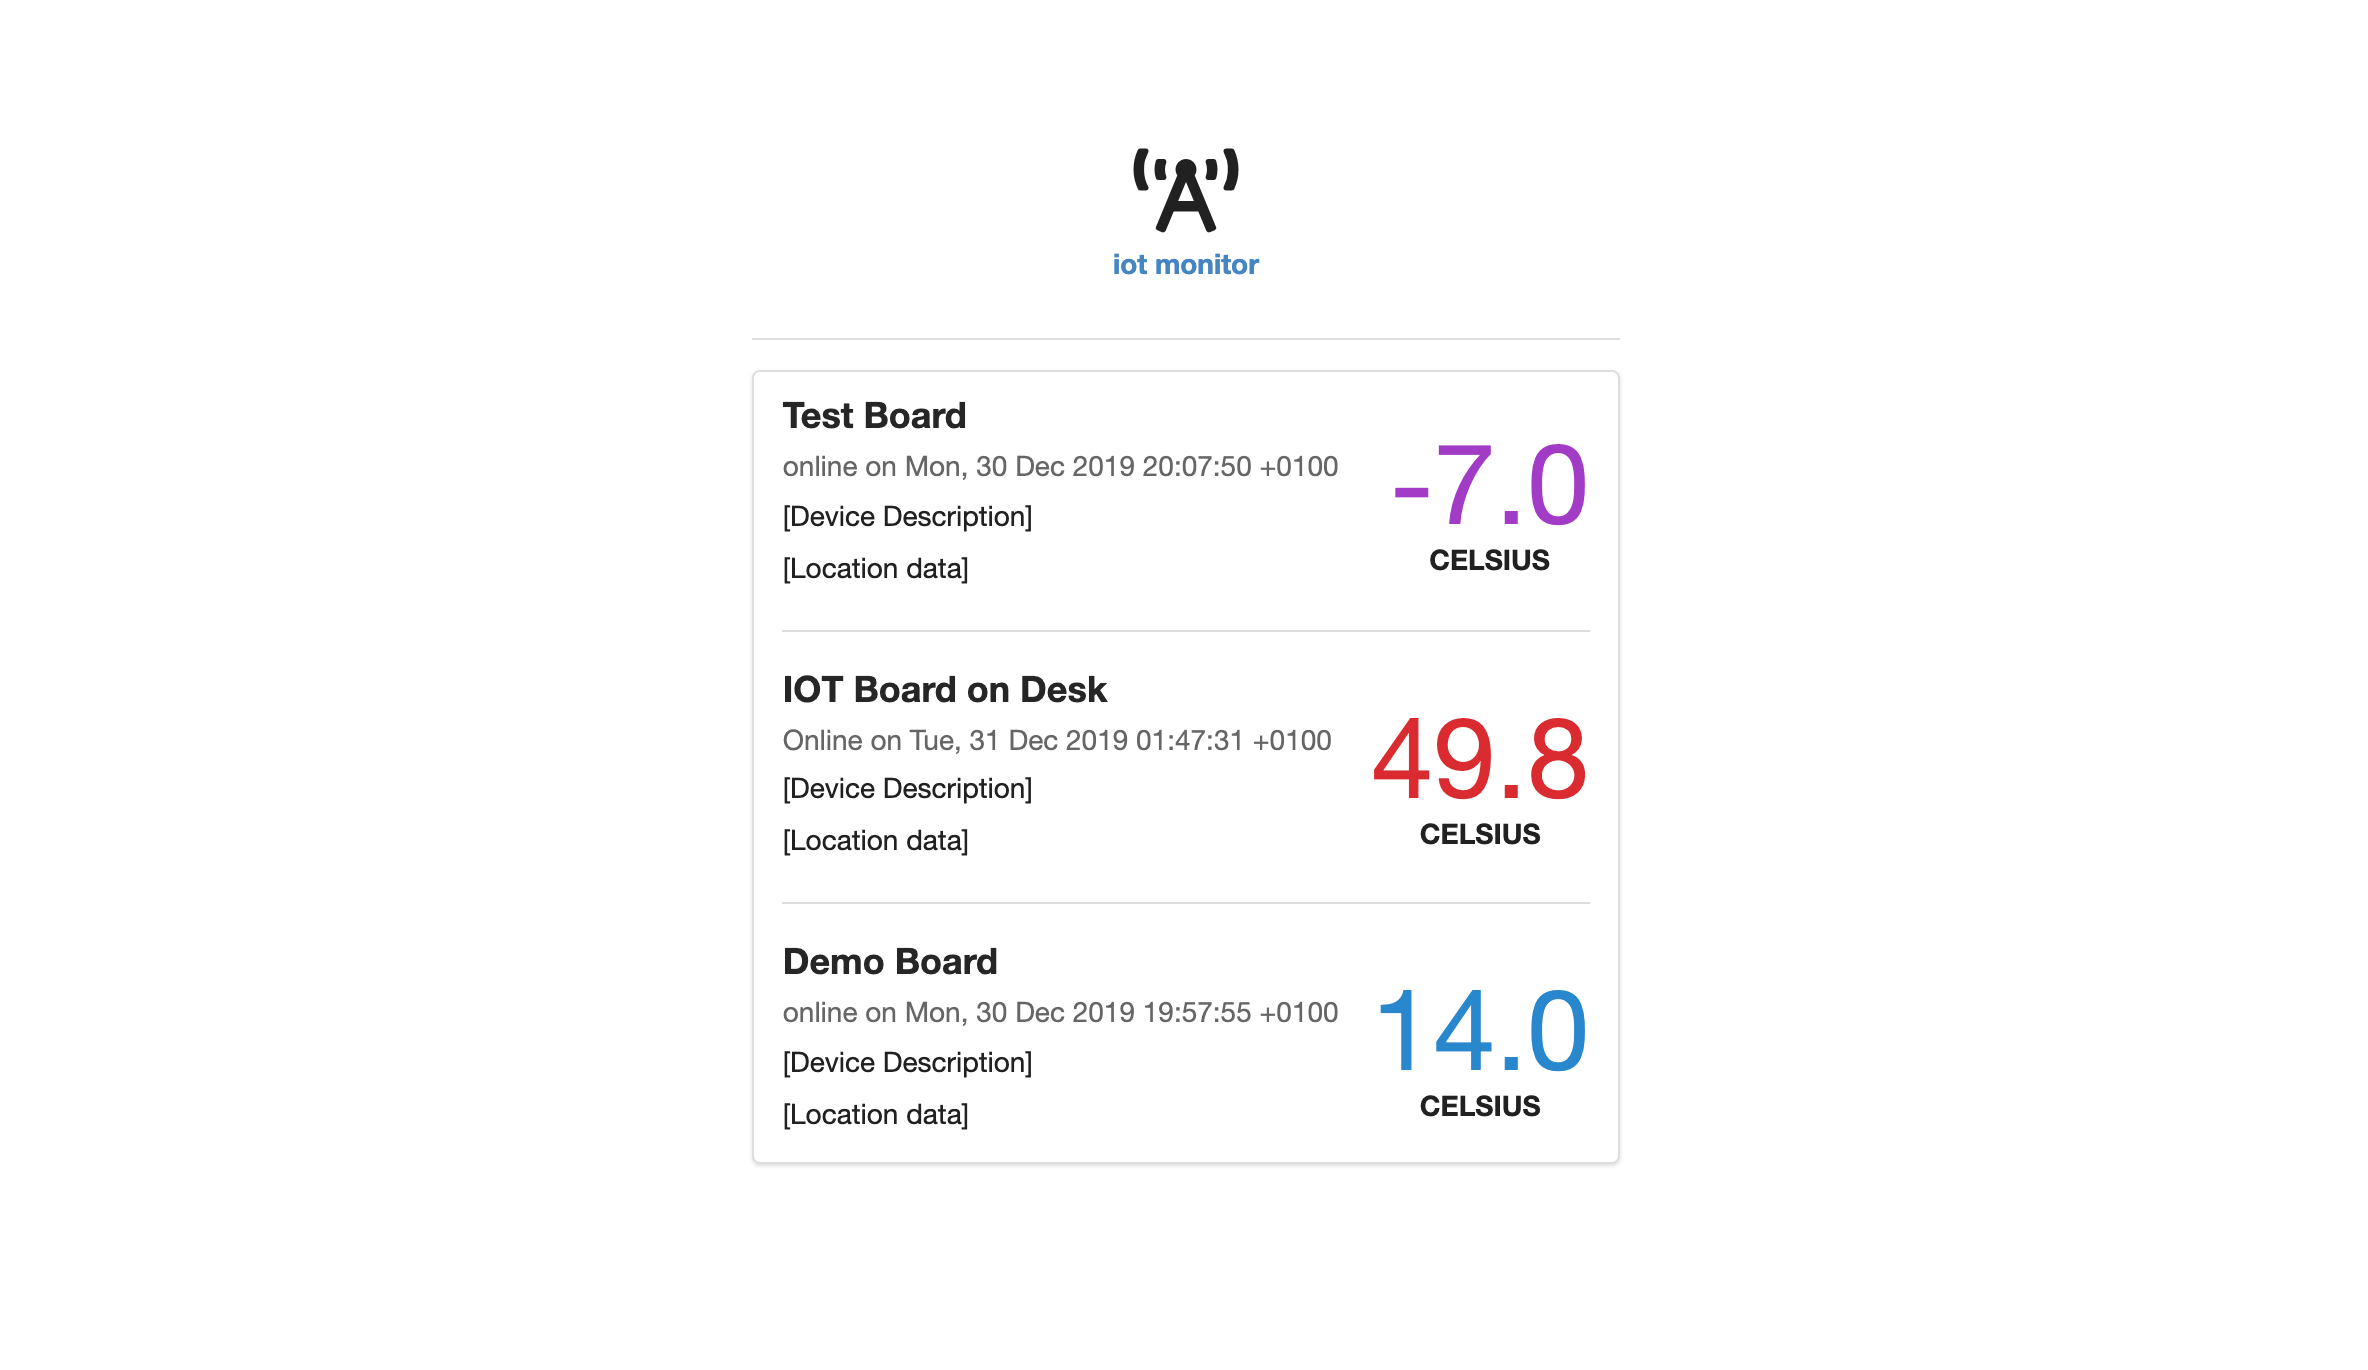 iot monitor
Test Board
online on Mon, 30 Dec 2019 20:07:50 +0100
[Device Description]
[Location data]
-7.0
CELSIUS
IOT Board on Desk
Online on Tue, 31 Dec 2019 01:47:31 +0100
[Device Description]
[Location data]
49.8
CELSIUS
Demo Board
online on Mon, 30 Dec 2019 19:57:55 +0100
[Device Description]
[Location data]
14.0
CELSIUS